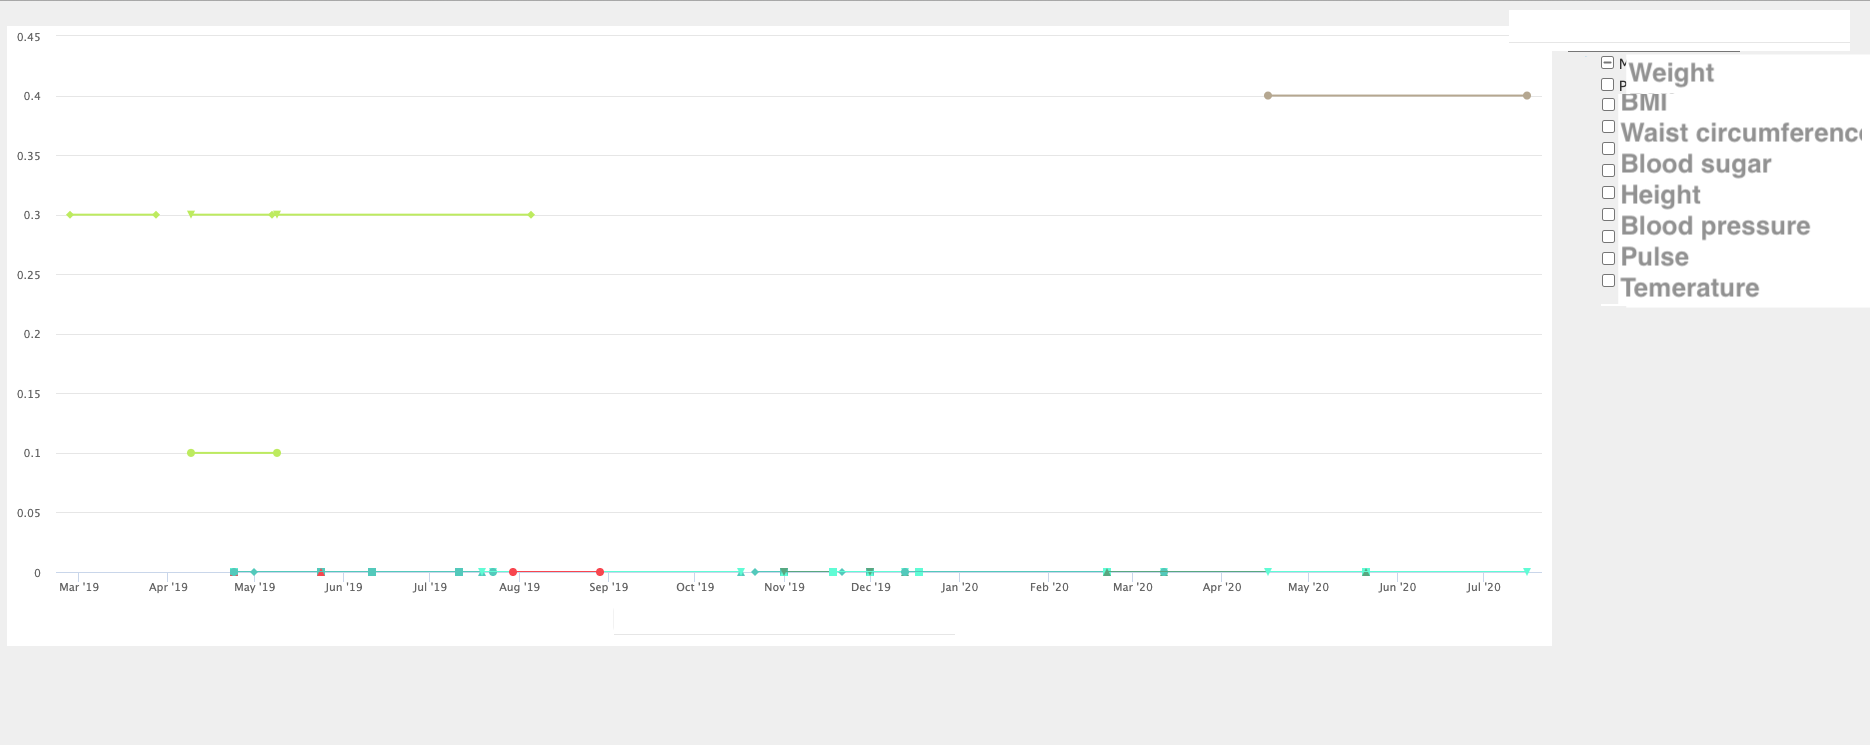 0.45
0.4
0.35
0.3
0.25
0.2
0.15
0.1
0.05
0
Mar '19 Apr '19 May '19 Jun '19 Jul '19 Aug '19 Sep '19 Oct '19 Nov '19 Dec '19 Jan '20 Feb '20 Mar '20 Apr '20 May '20 Jun '20 Jul '20
Weight
BMI
Waist circumference
Blood sugar
Height
Blood pressure
Pulse
Temerature